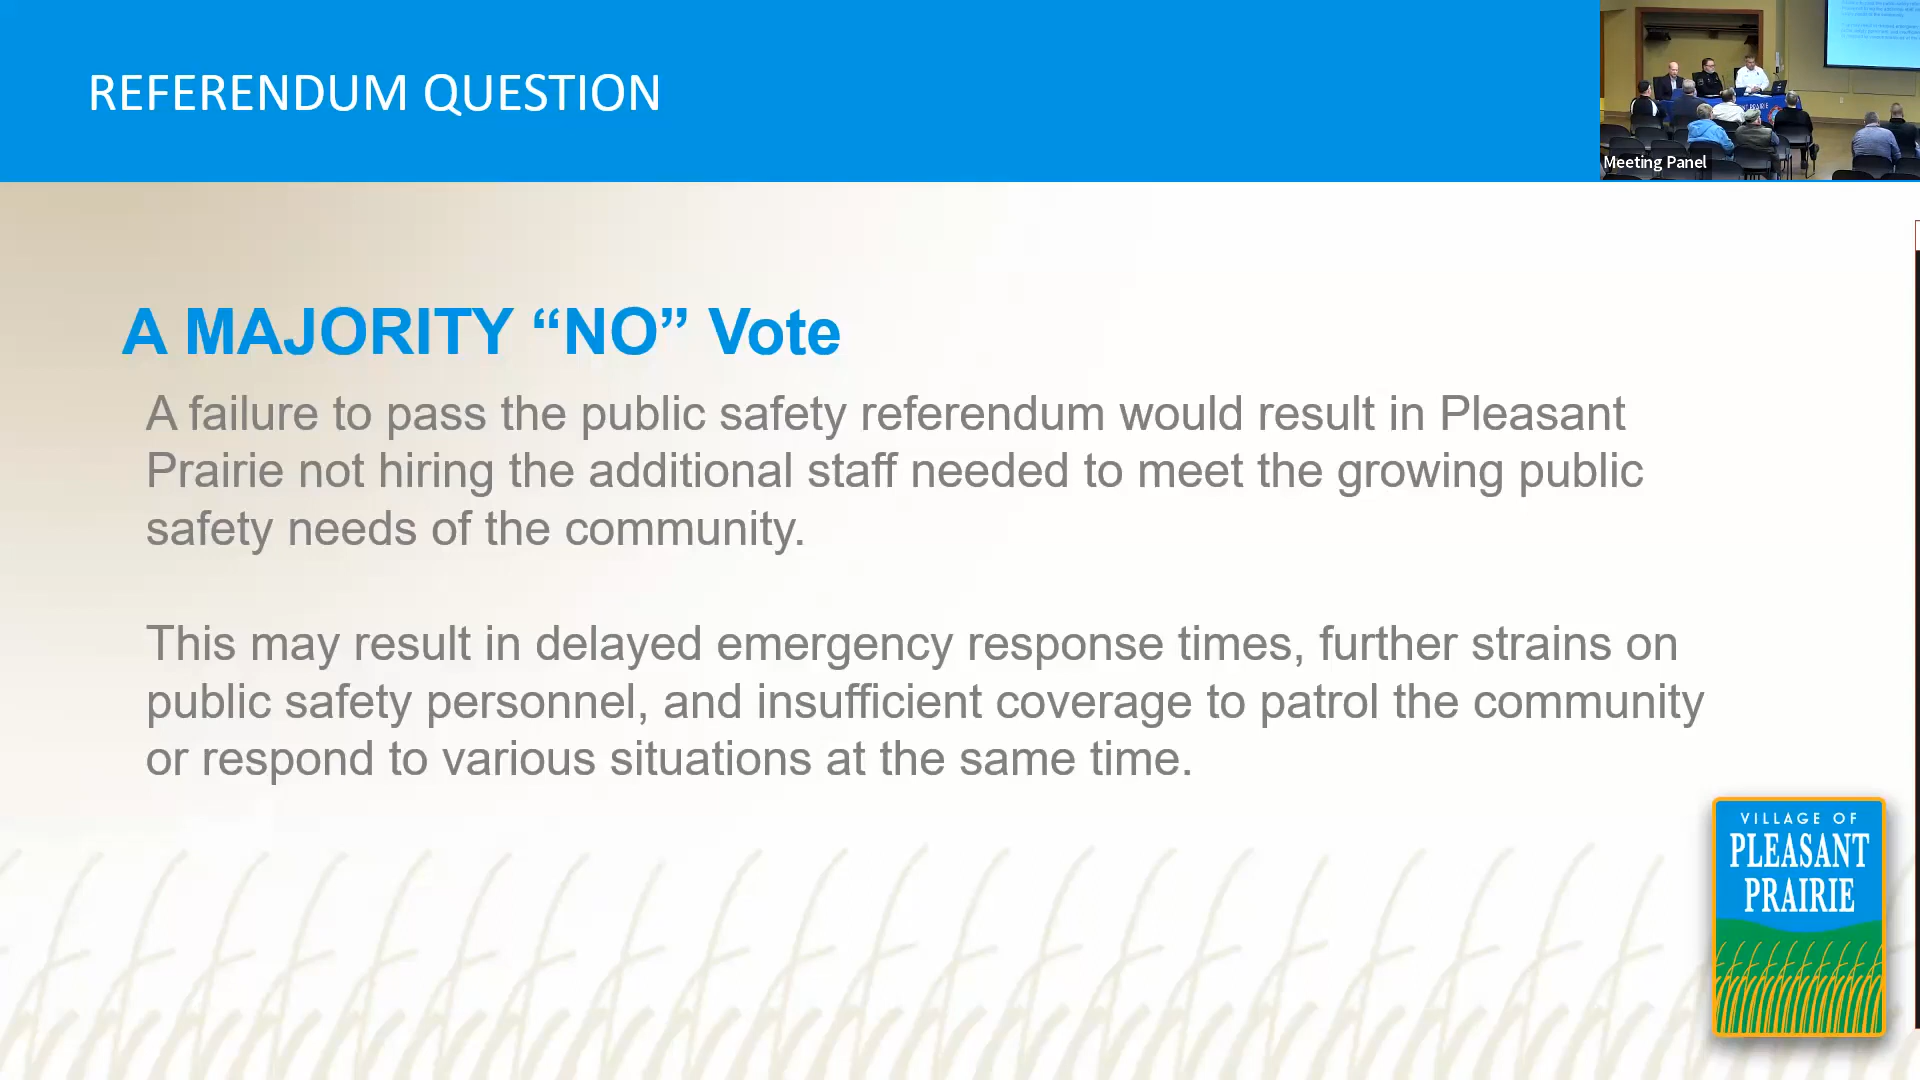 REFERENDUM QUESTION
Meeting Panel
A MAJORITY “NO” Vote
A failure to pass the public safety referendum would result in Pleasant
Prairie not hiring the additional staff needed to meet the growing public
safety needs of the community.
This may result in delayed emergency response times, further strains on
public safety personnel, and insufficient coverage to patrol the community
or respond to various situations at the same time.
VILLAGE OF
PLEASANT
PRAIRIE